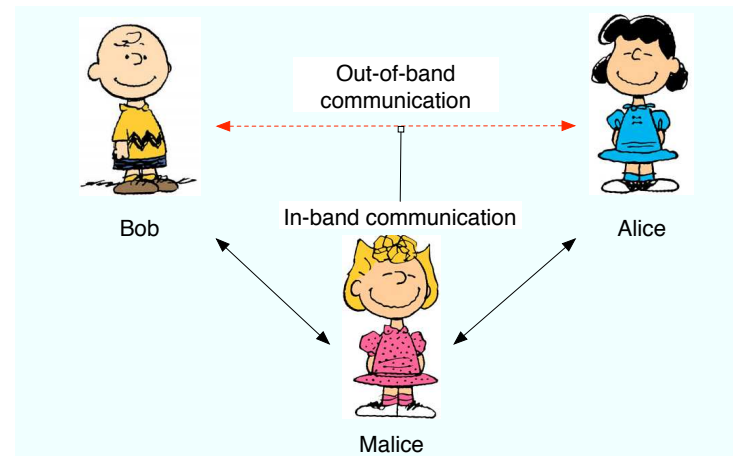 Out-of-band
communication
In-band communication
Bob
Alice
Malice